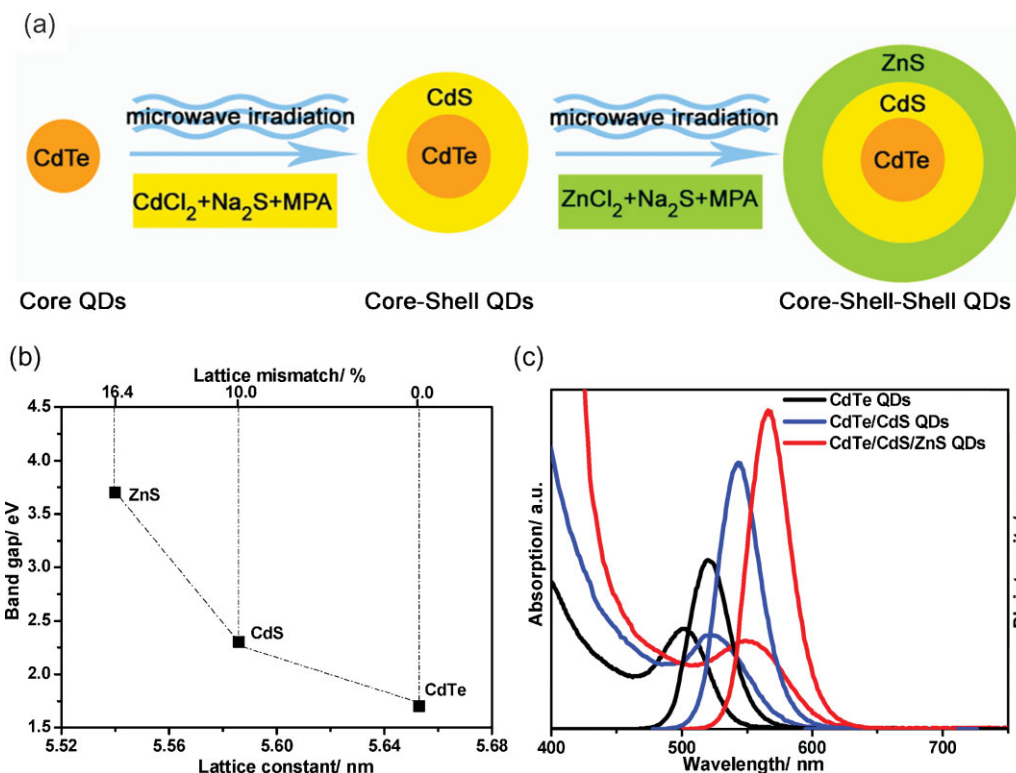 (a)
ZnS
CdS
CdS
microwave irradiation
microwave irradiation
CdTe
CdTe
CdTe
CdCl2+Na2S+MPA
ZnCl2+Na2S+MPA
Core QDs
Core-Shell QDs
Core-Shell-Shell QDs
(b)
Lattice mismatch/ %
16.4 10.0 0.0
4.5
4.0
3.5
3.0
2.5
2.0
1.5
Band gap/ eV
ZnS
CdS
CdTe
5.52 5.56 5.60 5.64 5.68
Lattice constant/ nm
(c)
CdTe QDs
CdTe/CdS QDs
CdTe/CdS/ZnS QDs
Absorption/ a.u.
400 500 600 700
Wavelength/ nm